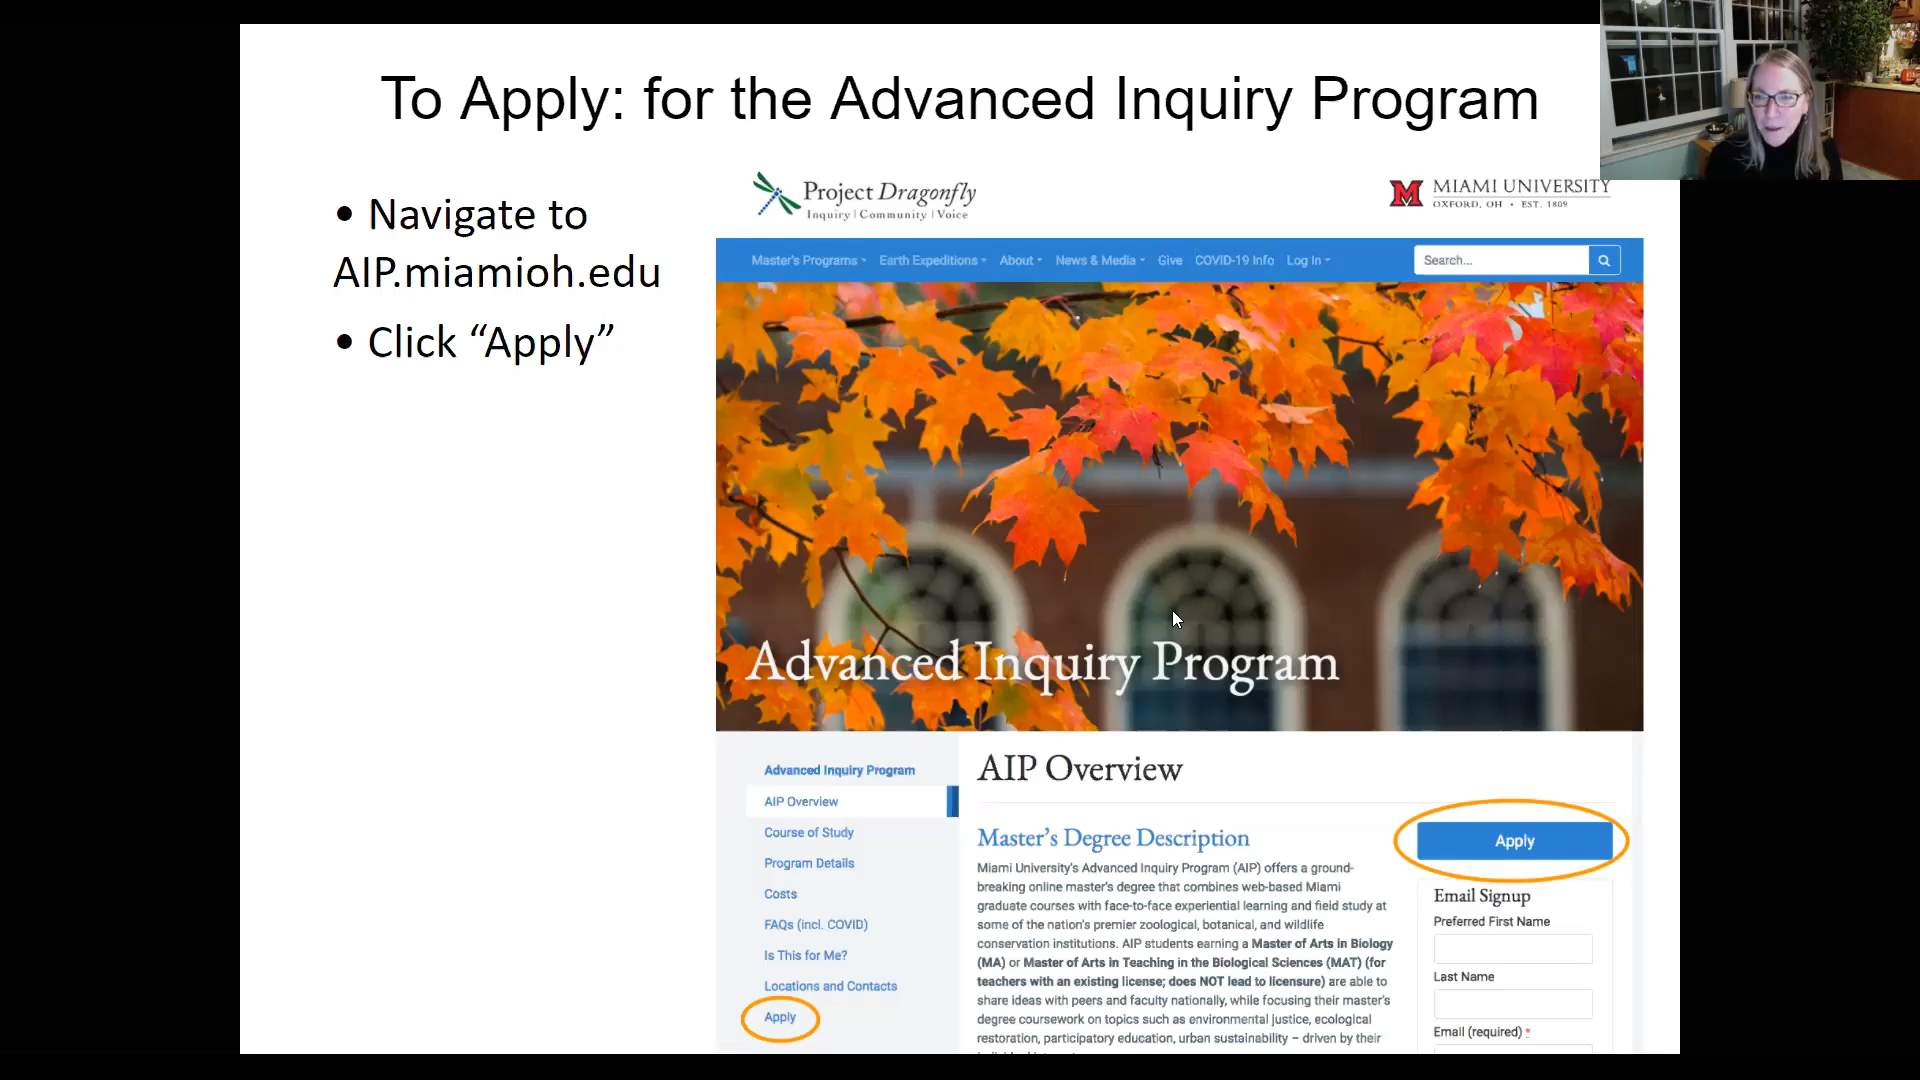 To Apply: for the Advanced Inquiry Program
• Navigate to
AIP.miamioh.edu
• Click “Apply”
Project Dragonfly
Inquiry | Community | Voice
MIAMI UNIVERSITY
OXFORD, OH • EST. 1809
Master's Programs Earth Expeditions About News & Media Give COVID-19 Info Log In Search...
Advanced Inquiry Program
Advanced Inquiry Program
AIP Overview
Course of Study
Program Details
Costs
FAQs (incl. COVID)
Is This for Me?
Locations and Contacts
Apply
AIP Overview
Master's Degree Description
Miami University's Advanced Inquiry Program (AIP) offers a ground-
breaking online master's degree that combines web-based Miami
graduate courses with face-to-face experiential learning and field study at
some of the nation's premier zoological, botanical, and wildlife
conservation institutions. AIP students earning a Master of Arts in Biology
(MA) or Master of Arts in Teaching in the Biological Sciences (MAT) (for
teachers with an existing license; does NOT lead to licensure) are able to
share ideas with peers and faculty nationally, while focusing their master's
degree coursework on topics such as environmental justice, ecological
restoration, participatory education, urban sustainability – driven by their
Apply
Email Signup
Preferred First Name
Last Name
Email (required) *